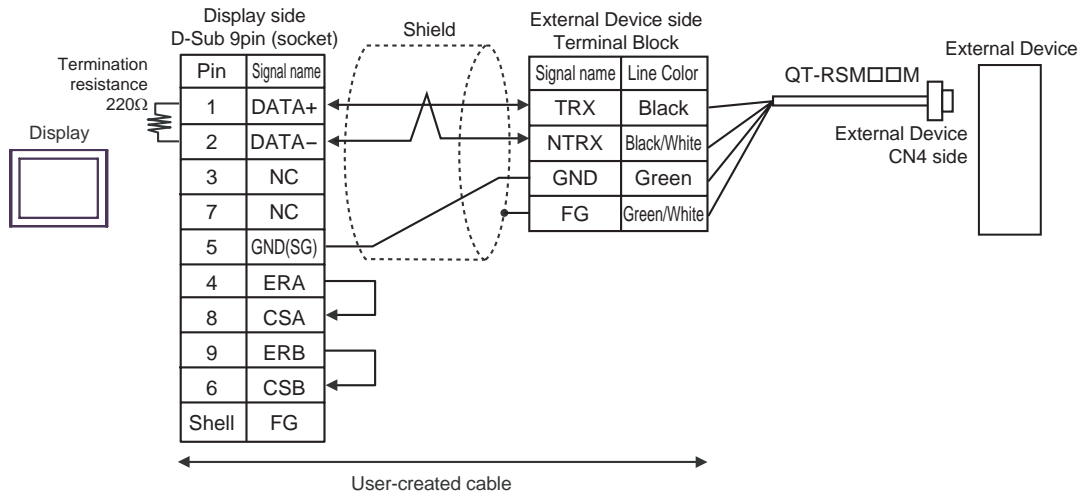 Display side
D-Sub 9pin (socket)
Shield
External Device side
Terminal Block
External Device
Termination
resistance
220Ω
Display
Pin Signal name
1 DATA+
2 DATA−
3 NC
7 NC
5 GND(SG)
4 ERA
8 CSA
9 ERB
6 CSB
Shell FG
Signal name Line Color
TRX Black
NTRX Black/White
GND Green
FG Green/White
QT-RSM□□M
External Device
CN4 side
User-created cable